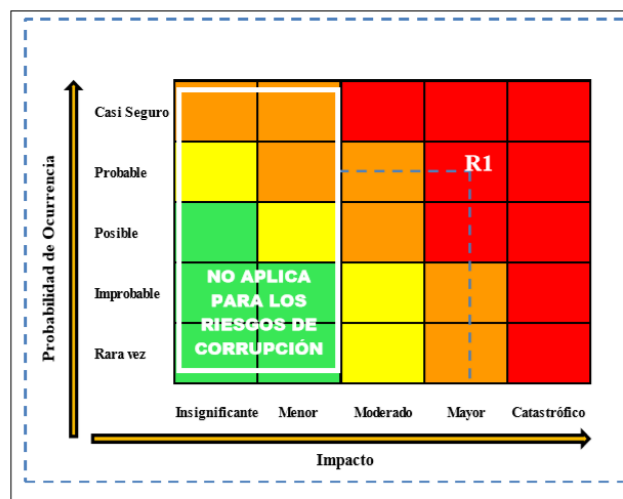 Probabilidad de Ocurrencia
Casi Seguro
Probable
R1
Posible
Improbable
Rara vez
NO APLICA
PARA LOS
RIESGOS DE
CORRUPCIÓN
Insignificante Menor Moderado Mayor Catastrófico
Impacto